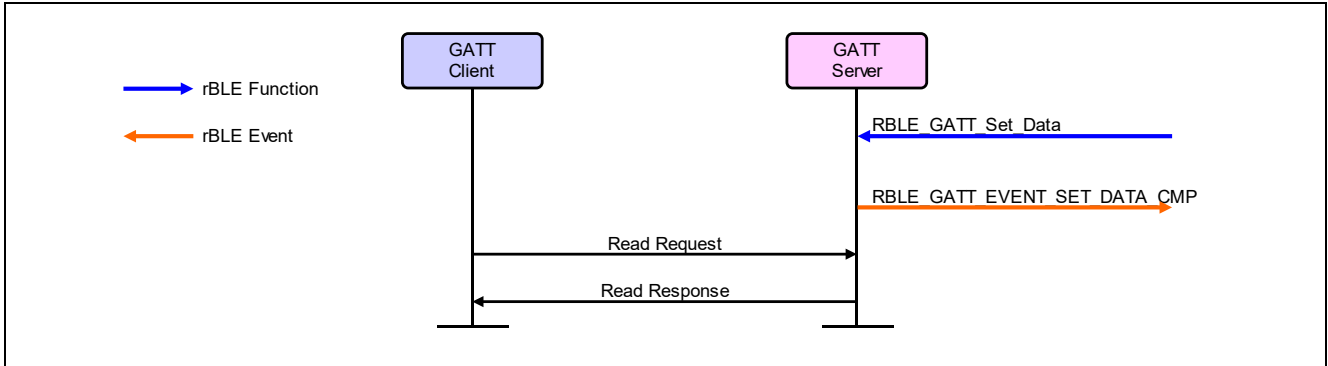 GATT
Client
GATT
Server
rBLE Function
rBLE Event
RBLE_GATT_Set_Data
RBLE_GATT_EVENT_SET_DATA_CMP
Read Request
Read Response